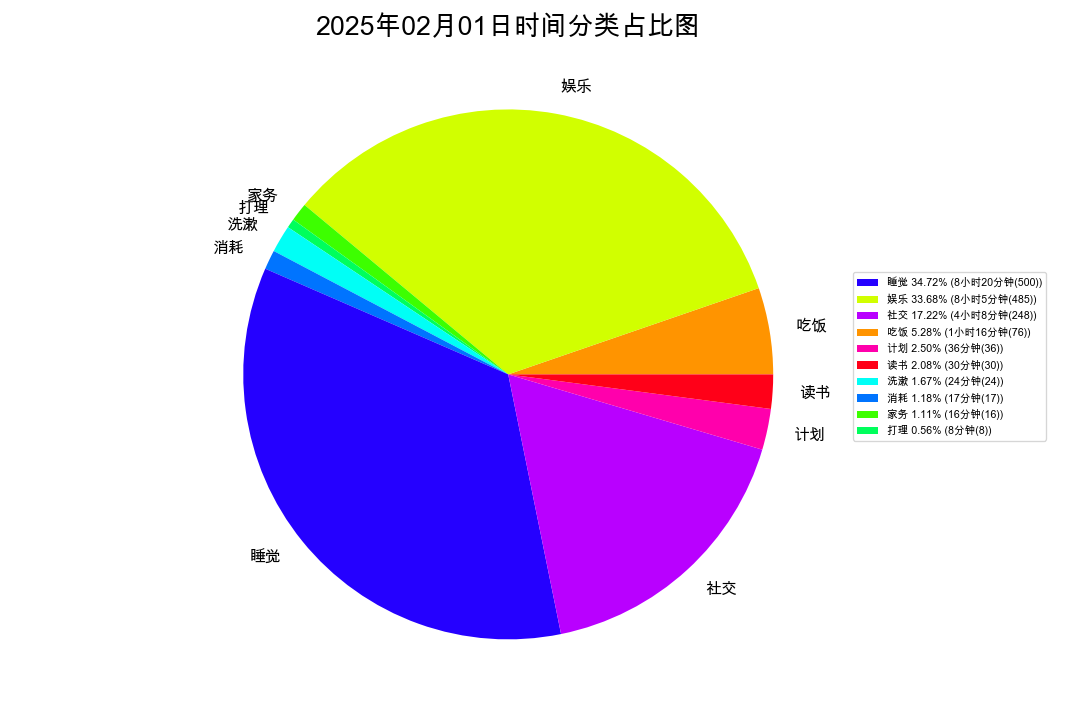 2025年02月01日时间分类占比图
娱乐
家务
打理
洗漱
消耗
吃饭
读书
计划
睡觉
社交
睡觉 34.72% (8小时20分钟(500))
娱乐 33.68% (8小时5分钟(485))
社交 17.22% (4小时8分钟(248))
吃饭 5.28% (1小时16分钟(76))
计划 2.50% (36分钟(36))
读书 2.08% (30分钟(30))
洗漱 1.67% (24分钟(24))
消耗 1.18% (17分钟(17))
家务 1.11% (16分钟(16))
打理 0.56% (8分钟(8))